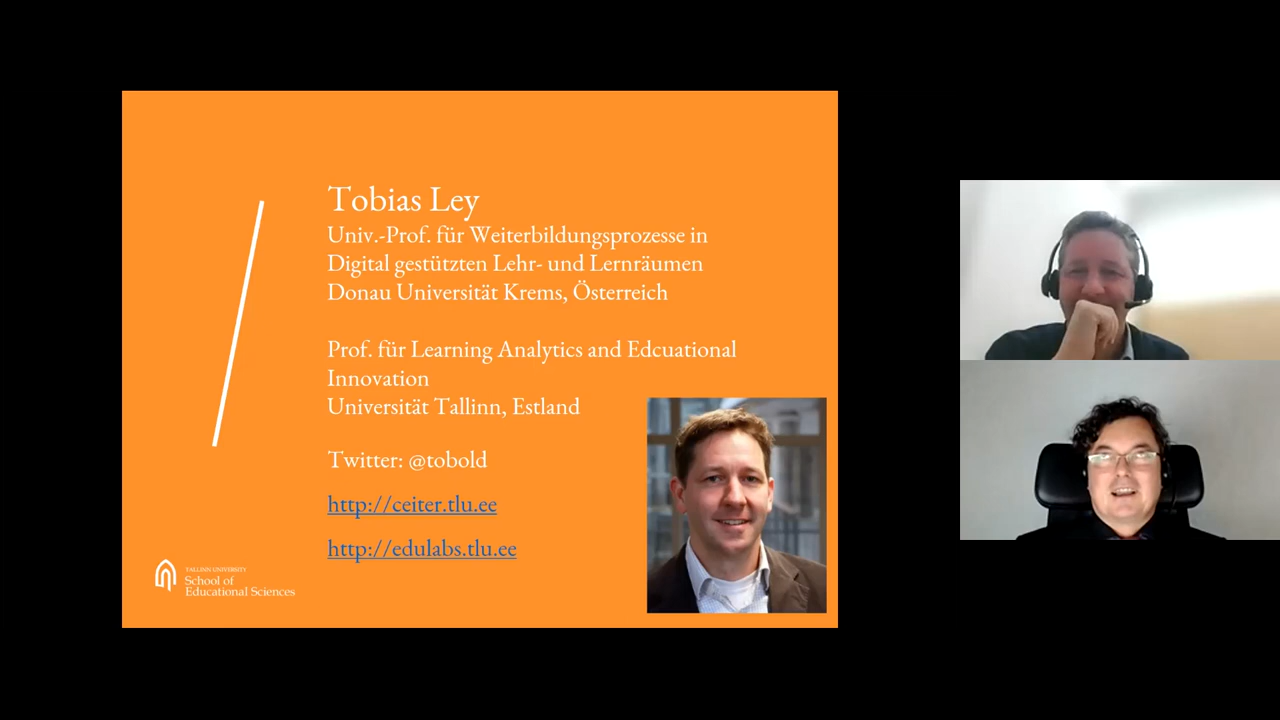 Tobias Ley
Univ.-Prof. für Weiterbildungsprozesse in
Digital gestützten Lehr- und Lernräumen
Donau Universität Krems, Österreich
Prof. für Learning Analytics and Edcuational
Innovation
Universität Tallinn, Estland
Twitter: @tobold
http://ceiter.tlu.ee
http://edulabs.tlu.ee
TALLINN UNIVERSITY
School of
Educational Sciences